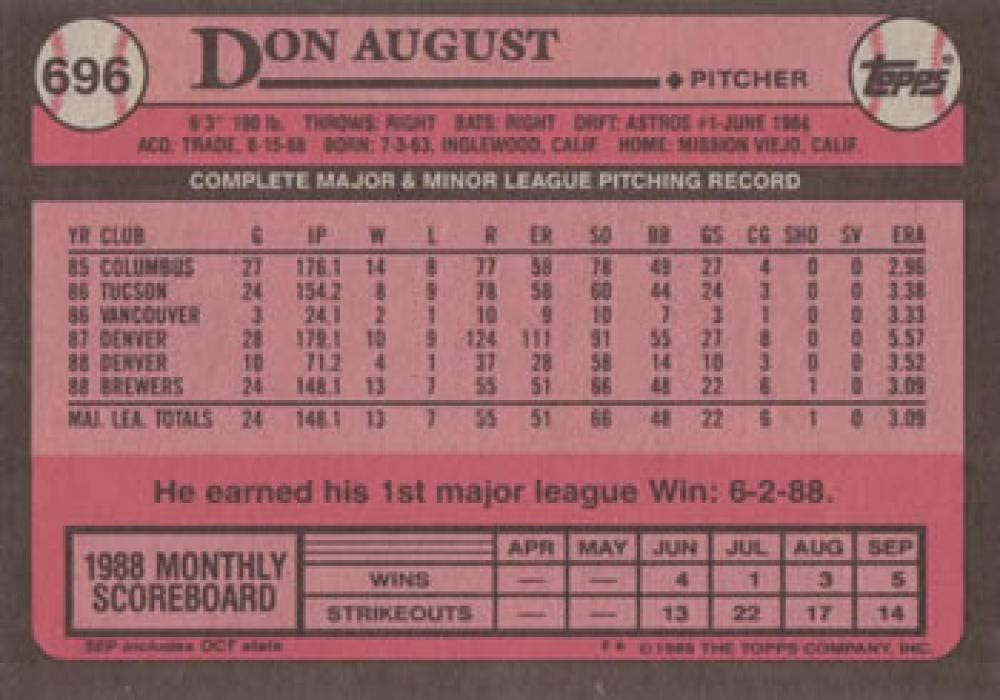 696
DON AUGUST
◆ PITCHER
TOPPS®
6'3" 190 lb. THROWS: RIGHT BATS: RIGHT DRFT: ASTROS #1-JUNE 1984
ACQ: TRADE, 8-15-86 BORN: 7-3-63, INGLEWOOD, CALIF HOME: MISSION VIEJO, CALIF
COMPLETE MAJOR & MINOR LEAGUE PITCHING RECORD
YR CLUB G IP W L R ER SO BB GS CG SHO SV ERA
85 COLUMBUS 27 176.1 14 8 77 58 78 49 27 4 0 0 2.96
86 TUCSON 24 154.2 8 9 78 58 60 44 24 3 0 0 3.38
86 VANCOUVER 3 24.1 2 1 10 9 10 7 3 1 0 0 3.33
87 DENVER 28 179.1 10 9 124 111 91 55 27 8 0 0 5.57
88 DENVER 10 71.2 4 1 37 28 58 14 10 3 0 0 3.52
88 BREWERS 24 148.1 13 7 55 51 66 48 22 6 1 0 3.09
MAJ. LEA. TOTALS 24 148.1 13 7 55 51 66 48 22 6 1 0 3.09
He earned his 1st major league Win: 6-2-88.
1988 MONTHLY
SCOREBOARD
APR MAY JUN JUL AUG SEP
WINS — — 4 1 3 5
STRIKEOUTS — — 13 22 17 14
SEP includes OCT stats
F* © 1989 THE TOPPS COMPANY, INC.